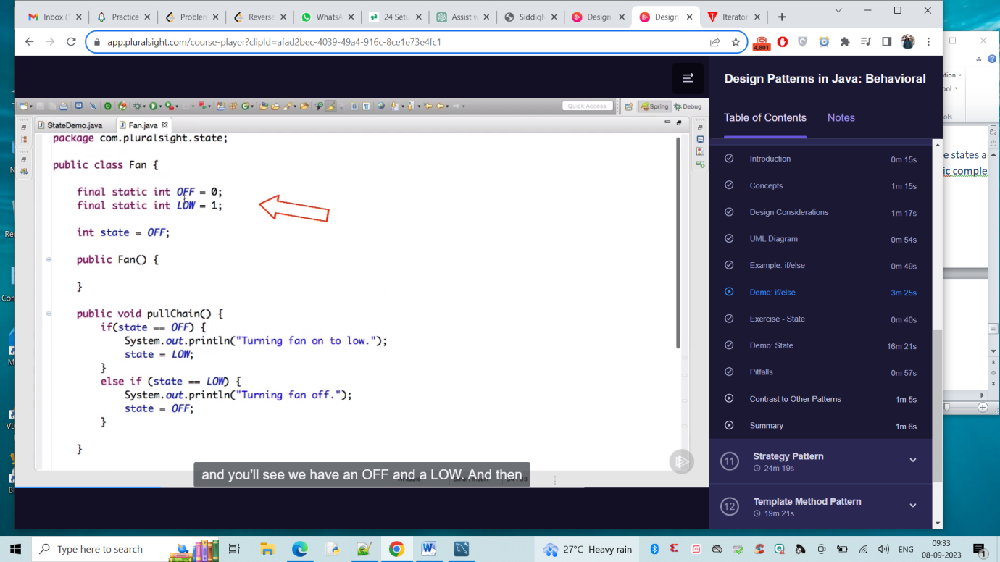 Inbox (1
Practice
Problem
Reverse
WhatsA
24 Setu
Assist w
SiddiqN
Design
Design
Iterator
app.pluralsight.com/course-player?clipId=afad2bec-4039-49a4-916c-8ce1e73e4fc1
4,801
Quick Access
Spring
Debug
StateDemo.java
Fan.java
package com.pluralsight.state;
public class Fan {
final static int OFF = 0;
final static int LOW = 1;
int state = OFF;
public Fan() {
}
public void pullChain() {
if(state == OFF) {
System.out.println("Turning fan on to low.");
state = LOW;
}
else if (state == LOW) {
System.out.println("Turning fan off.");
state = OFF;
}
}
and you'll see we have an OFF and a LOW. And then
Design Patterns in Java: Behavioral
Table of Contents Notes
Introduction 0m 15s
Concepts 1m 15s
Design Considerations 1m 17s
UML Diagram 0m 54s
Example: if/else 0m 49s
Demo: if/else 3m 25s
Exercise - State 0m 40s
Demo: State 16m 21s
Pitfalls 0m 57s
Contrast to Other Patterns 1m 5s
Summary 1m 6s
11 Strategy Pattern
24m 19s
12 Template Method Pattern
19m 21s
e states a
ic comple
Type here to search
27°C Heavy rain
ENG
09:33
08-09-2023
1